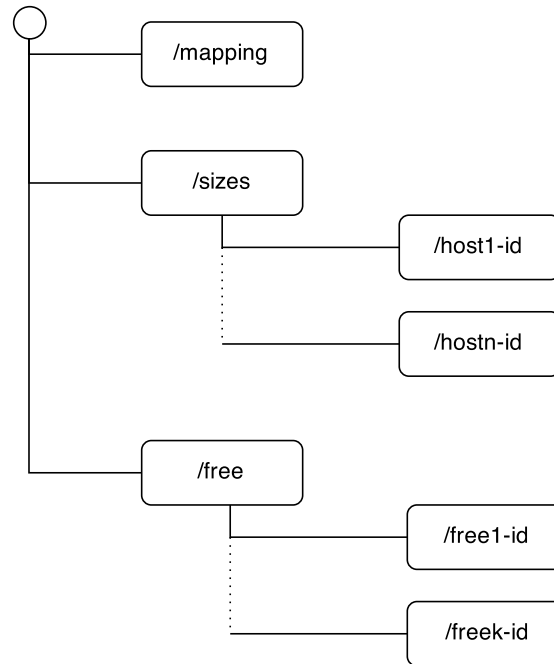 /mapping
/sizes
/host1-id
/hostn-id
/free
/free1-id
/freek-id